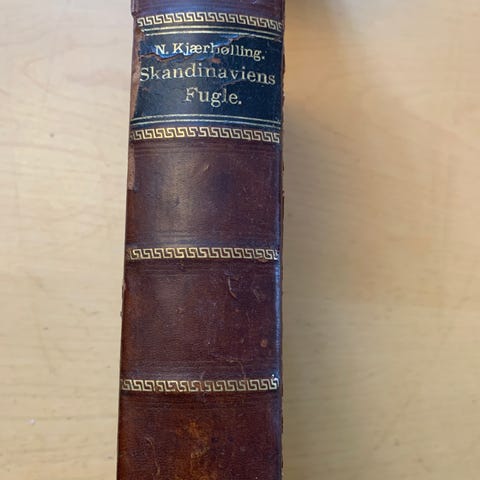 N. Kjærbølling.
Skandinaviens
Fugle.